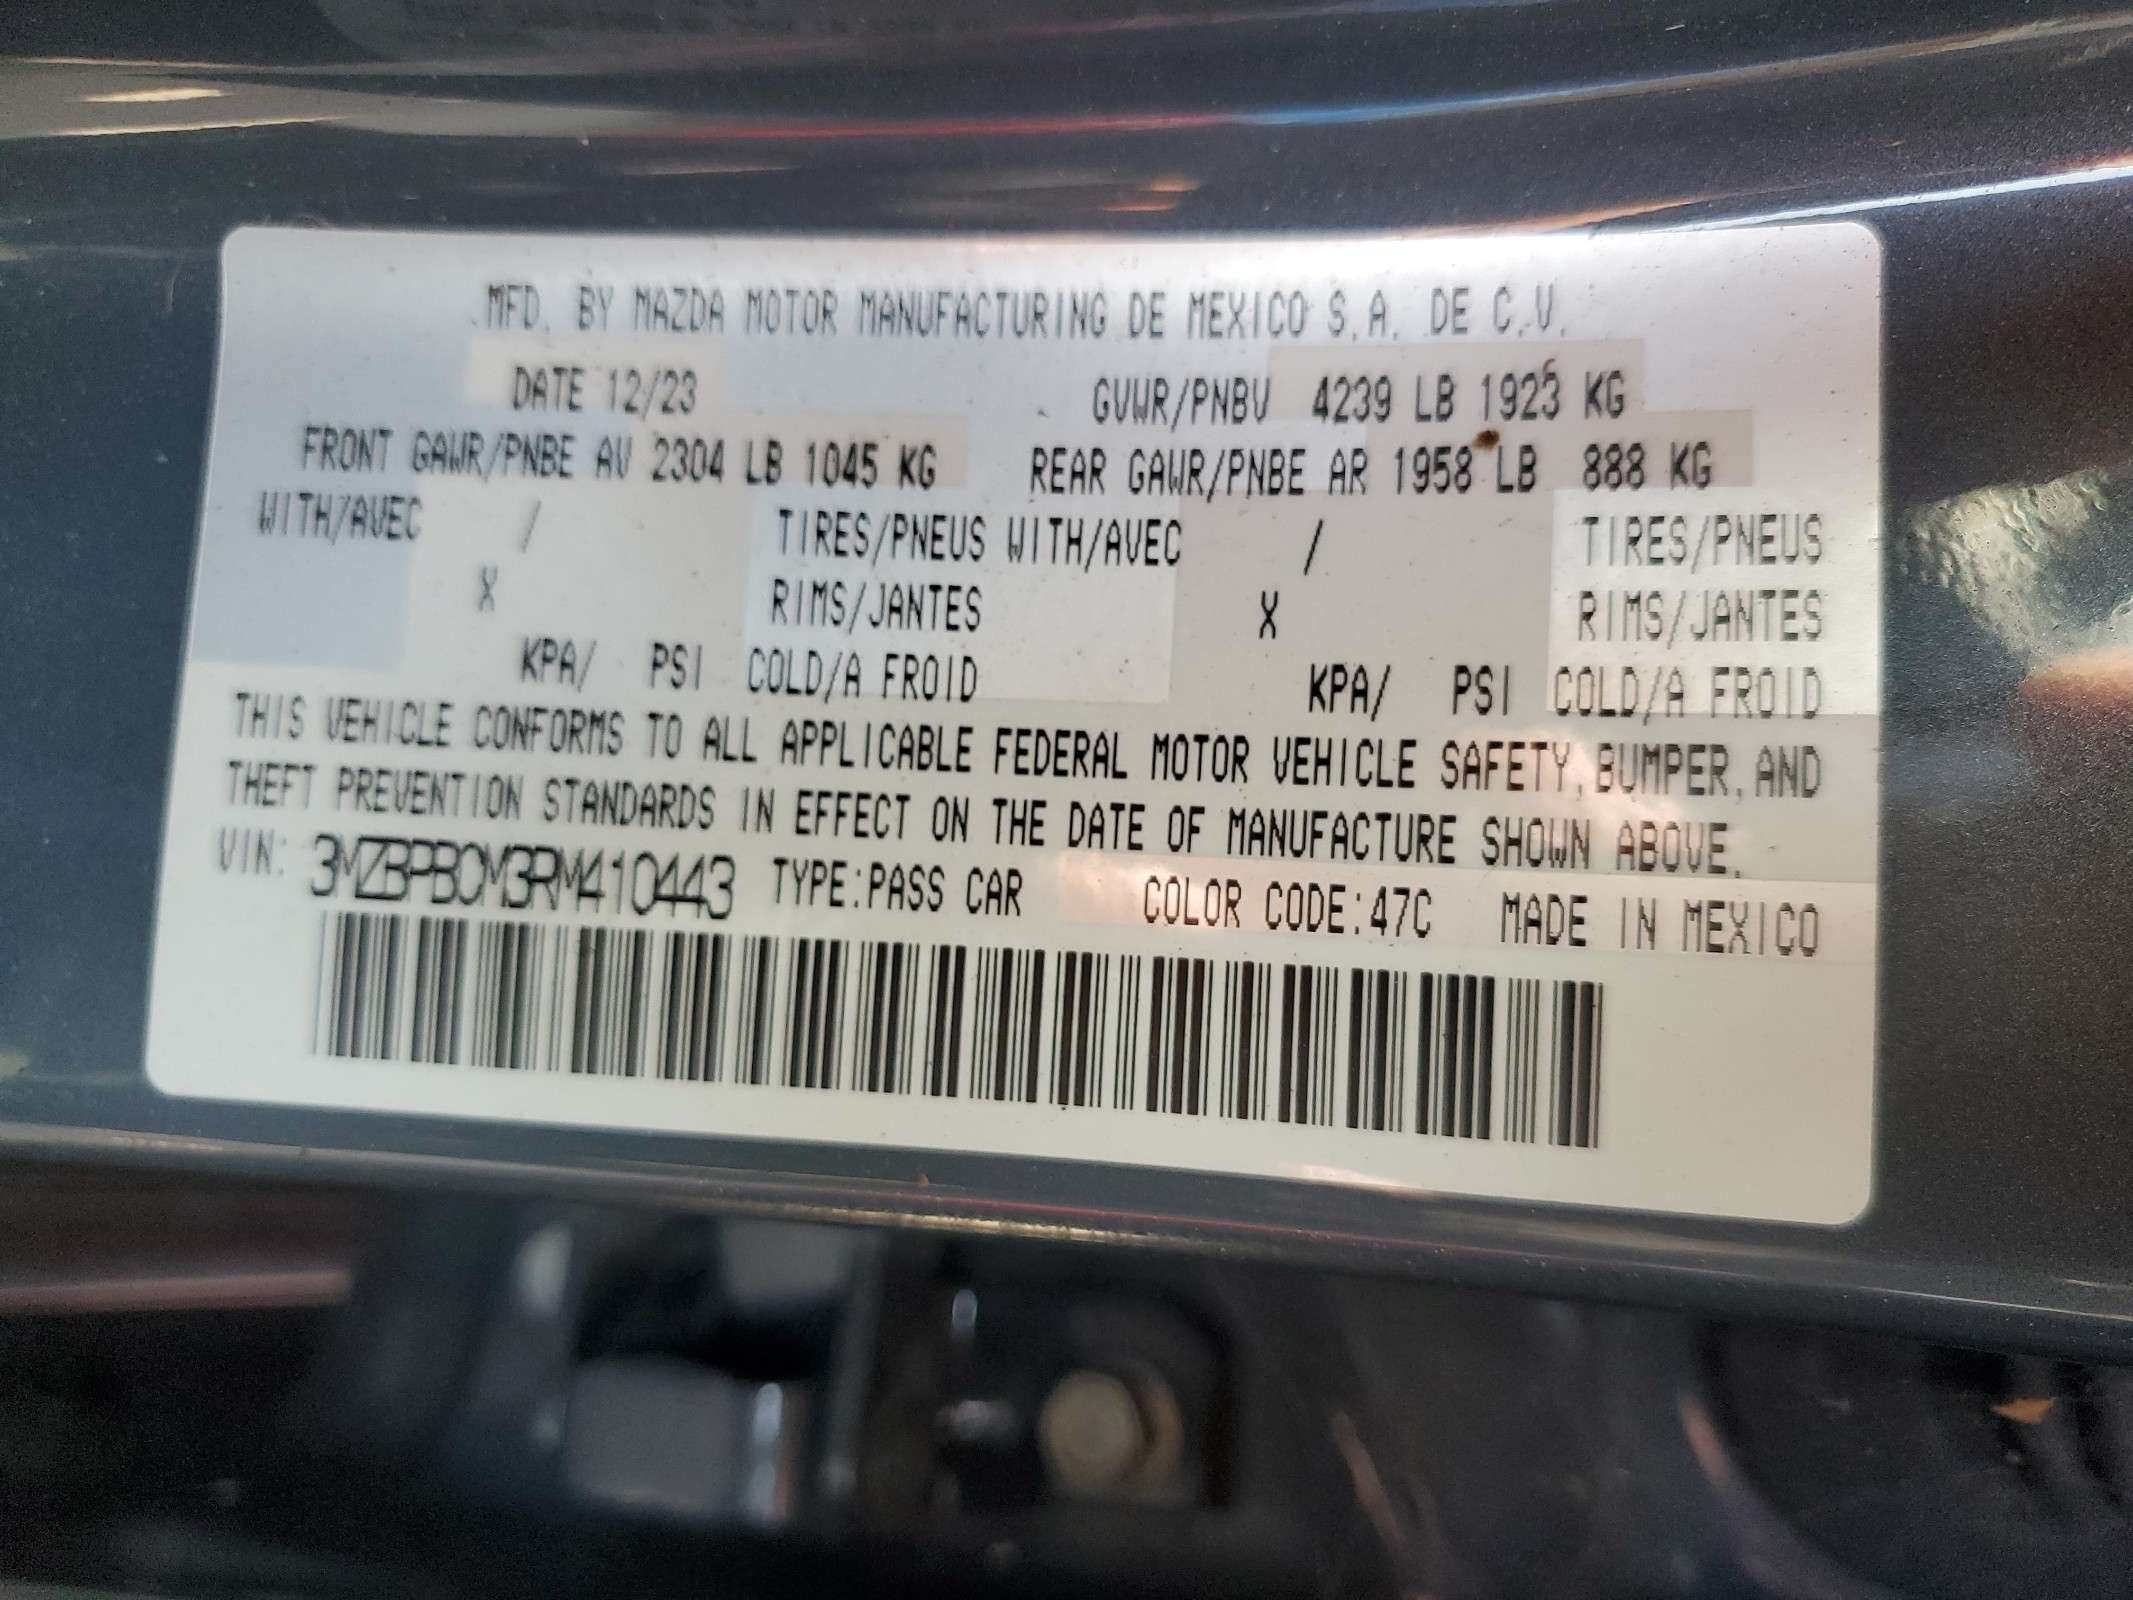 MFD. BY MAZDA MOTOR MANUFACTURING DE MEXICO S.A. DE C.V.
DATE 12/23 GVWR/PNBV 4239 LB 1923 KG
FRONT GAWR/PNBE AV 2304 LB 1045 KG REAR GAWR/PNBE AR 1958 LB 888 KG
WITH/AVEC / TIRES/PNEUS WITH/AVEC / TIRES/PNEUS
X RIMS/JANTES X RIMS/JANTES
KPA/ PSI COLD/A FROID KPA/ PSI COLD/A FROID
THIS VEHICLE CONFORMS TO ALL APPLICABLE FEDERAL MOTOR VEHICLE SAFETY, BUMPER, AND
THEFT PREVENTION STANDARDS IN EFFECT ON THE DATE OF MANUFACTURE SHOWN ABOVE.
VIN: 3MZBPBCM3RM410443 TYPE:PASS CAR COLOR CODE:47C MADE IN MEXICO